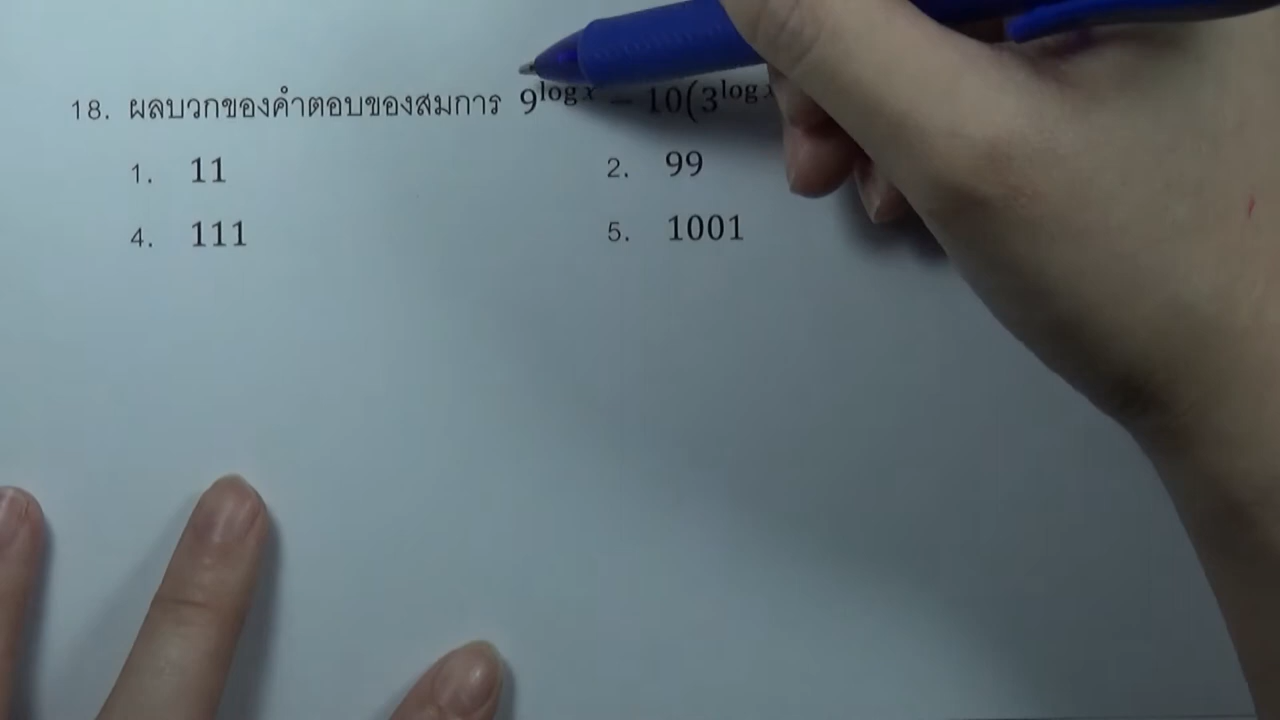 18. ผลบวกของคำตอบของสมการ 9^{log x} − 10(3^{log x}
1. 11 2. 99
4. 111 5. 1001